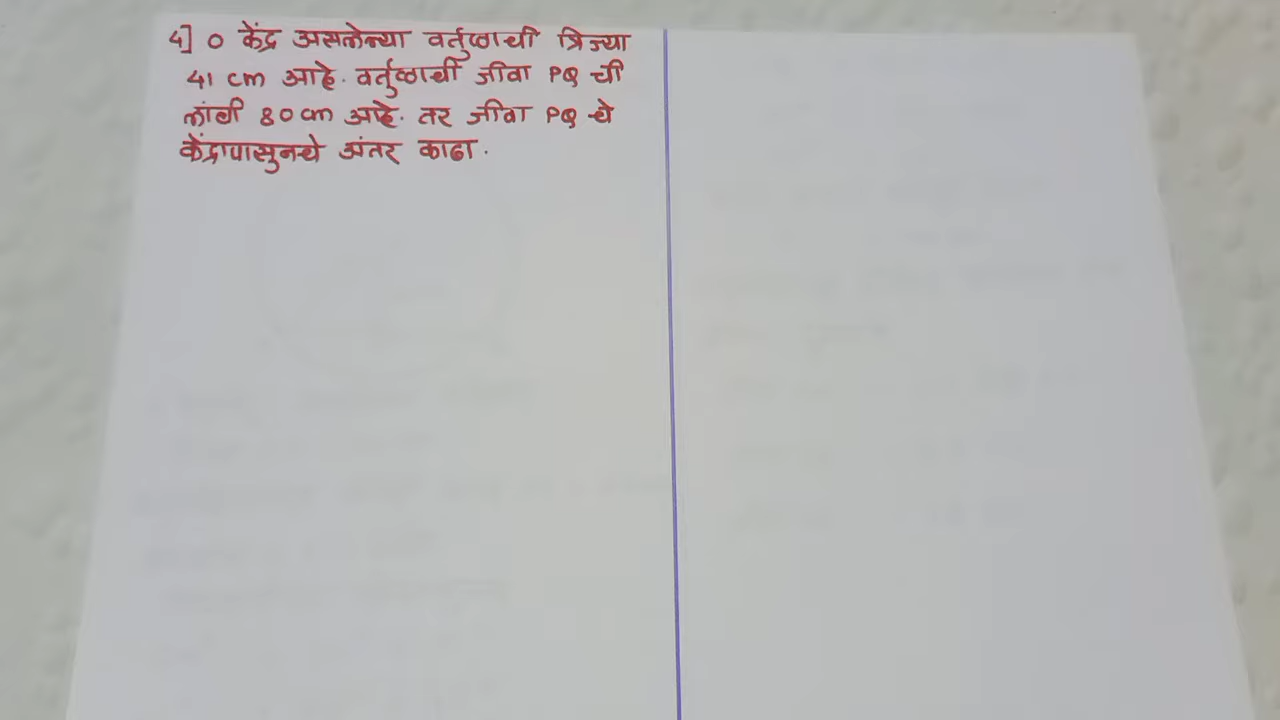 4] O केंद्र असलेल्या वर्तुळाची त्रिज्या
41 cm आहे. वर्तुळाची जीवा PQ ची
लांबी 80 cm आहे. तर जीवा PQ चे
केंद्रापासुनचे अंतर काढा.